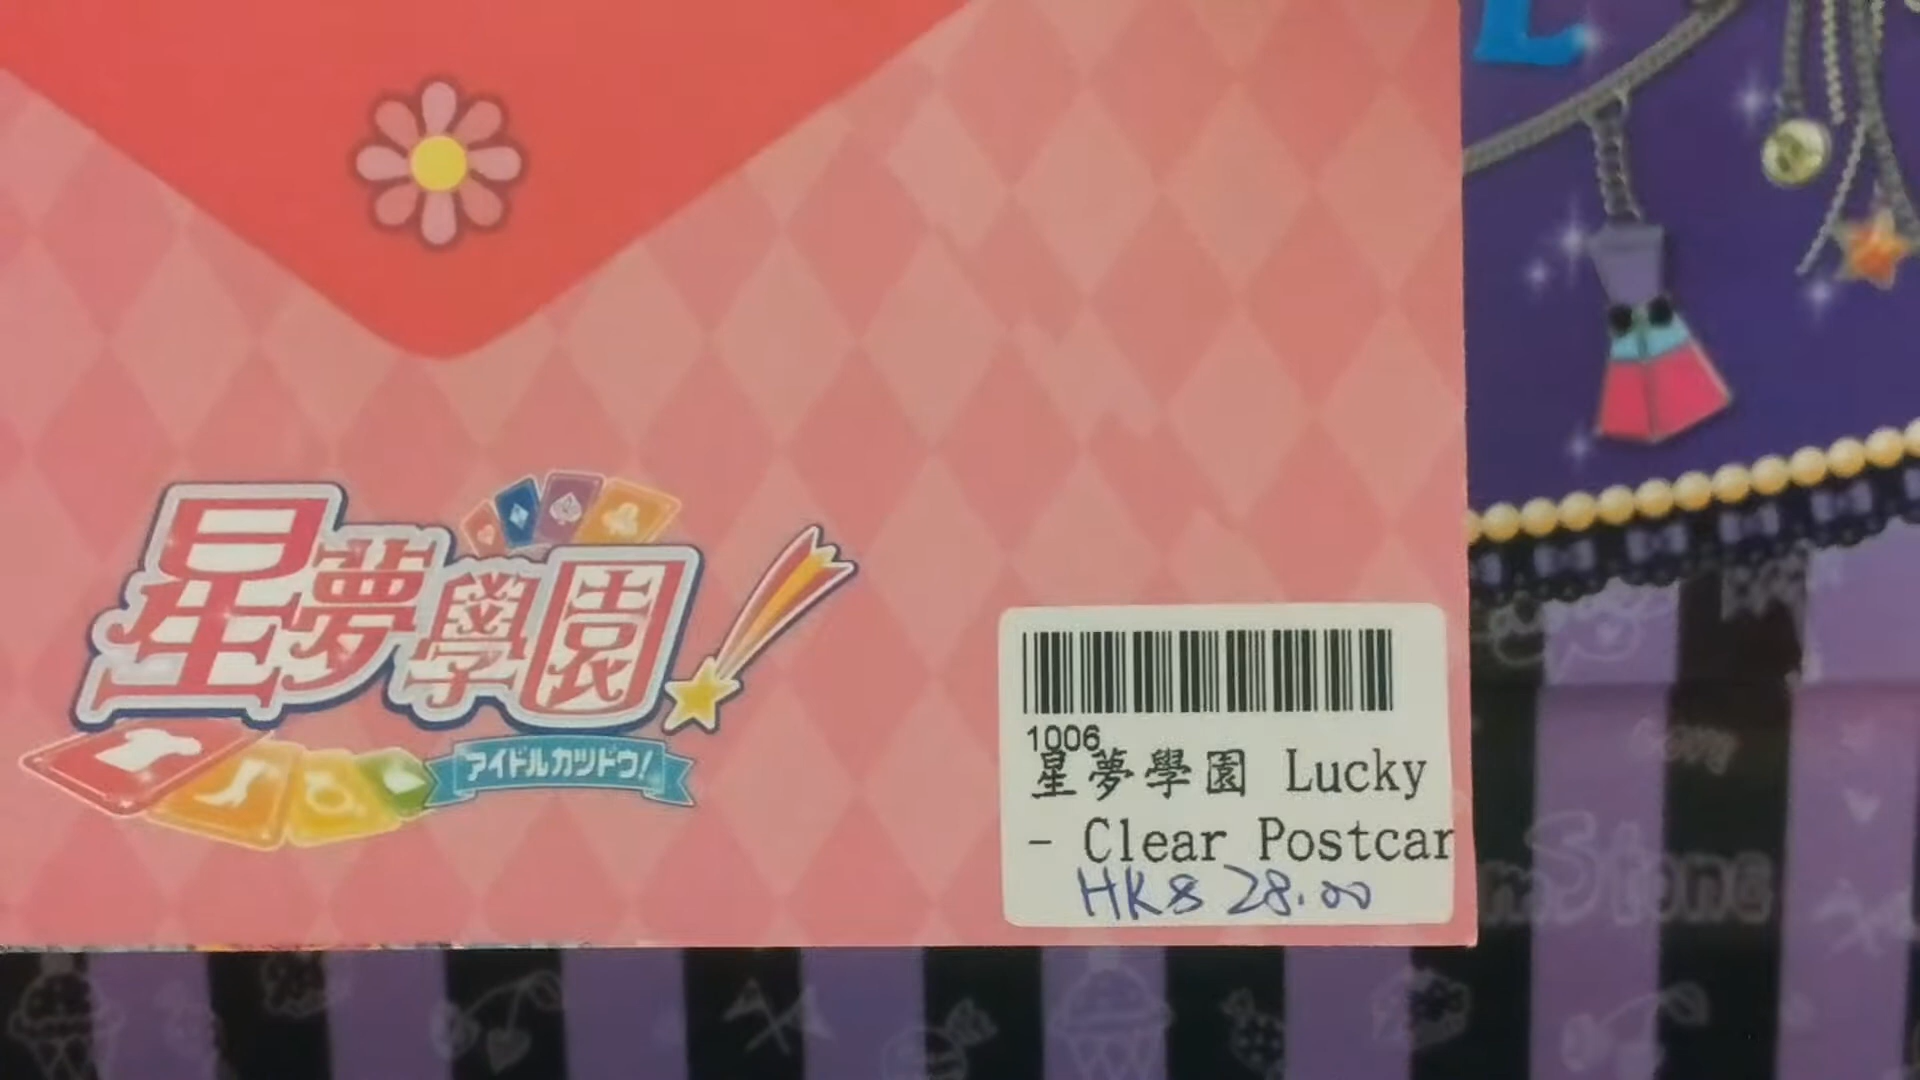 星夢學園
アイドルカツドウ!
1006
星夢學園 Lucky
- Clear Postcar
HK$ 28.00
Stone